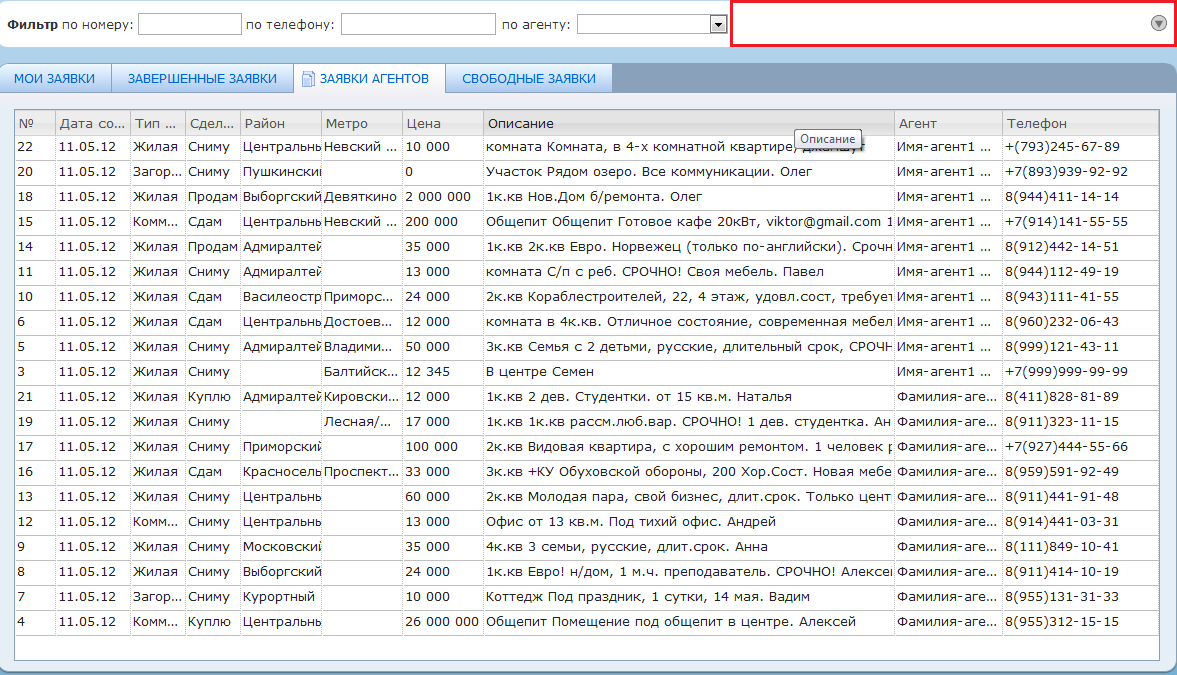 Фильтр по номеру: по телефону: по агенту:
МОИ ЗАЯВКИ ЗАВЕРШЕННЫЕ ЗАЯВКИ ЗАЯВКИ АГЕНТОВ СВОБОДНЫЕ ЗАЯВКИ
№ Дата со... Тип ... Сдел... Район Метро Цена Описание Агент Телефон
Описание
22 11.05.12 Жилая Сниму Центральны Невский ... 10 000 комната Комната, в 4-х комнатной квартире, Имя-агент1 ... +(793)245-67-89
20 11.05.12 Загор... Сниму Пушкински 0 Участок Рядом озеро. Все коммуникации. Олег Имя-агент1 ... +7(893)939-92-92
18 11.05.12 Жилая Продам Выборгский Девяткино 2 000 000 1к.кв Нов.Дом б/ремонта. Олег Имя-агент1 ... 8(944)411-14-14
15 11.05.12 Комм... Сдам Центральны Невский ... 200 000 Общепит Общепит Готовое кафе 20кВт, viktor@gmail.com 1 Имя-агент1 ... +7(914)141-55-55
14 11.05.12 Жилая Продам Адмиралтей 35 000 1к.кв 2к.кв Евро. Норвежец (только по-английски). Срочн Имя-агент1 ... 8(912)442-14-51
11 11.05.12 Жилая Сниму Адмиралтей 13 000 комната С/п с реб. СРОЧНО! Своя мебель. Павел Имя-агент1 ... 8(944)112-49-19
10 11.05.12 Жилая Сдам Василеостр Приморс... 24 000 2к.кв Кораблестроителей, 22, 4 этаж, удовл.сост, требует Имя-агент1 ... 8(943)111-41-55
6 11.05.12 Жилая Сдам Центральны Достоев... 12 000 комната в 4к.кв. Отличное состояние, современная мебел Имя-агент1 ... 8(960)232-06-43
5 11.05.12 Жилая Сниму Адмиралтей Владими... 50 000 3к.кв Семья с 2 детьми, русские, длительный срок, СРОЧН Имя-агент1 ... 8(999)121-43-11
3 11.05.12 Жилая Сниму Балтийск... 12 345 В центре Семен Имя-агент1 ... +7(999)999-99-99
21 11.05.12 Жилая Куплю Адмиралтей Кировски... 12 000 1к.кв 2 дев. Студентки. от 15 кв.м. Наталья Фамилия-аге... 8(411)828-81-89
19 11.05.12 Жилая Сниму Лесная/... 17 000 1к.кв 1к.кв рассм.люб.вар. СРОЧНО! 1 дев. студентка. Ан Фамилия-аге... 8(911)323-11-15
17 11.05.12 Жилая Сниму Приморский 100 000 2к.кв Видовая квартира, с хорошим ремонтом. 1 человек р Фамилия-аге... +7(927)444-55-66
16 11.05.12 Жилая Сдам Красносель Проспект... 33 000 3к.кв +КУ Обуховской обороны, 200 Хор.Сост. Новая мебе Фамилия-аге... 8(959)591-92-49
13 11.05.12 Жилая Сниму Центральны 60 000 2к.кв Молодая пара, свой бизнес, длит.срок. Только цент Фамилия-аге... 8(911)441-91-48
12 11.05.12 Комм... Сниму Центральны 13 000 Офис от 13 кв.м. Под тихий офис. Андрей Фамилия-аге... 8(914)441-03-31
9 11.05.12 Жилая Сниму Московский 35 000 4к.кв 3 семьи, русские, длит.срок. Анна Фамилия-аге... 8(111)849-10-41
8 11.05.12 Жилая Сниму Выборгский 24 000 1к.кв Евро! н/дом, 1 м.ч. преподаватель. СРОЧНО! Алексе Фамилия-аге... 8(911)414-10-19
7 11.05.12 Загор... Сниму Курортный 10 000 Коттедж Под праздник, 1 сутки, 14 мая. Вадим Фамилия-аге... 8(955)131-31-33
4 11.05.12 Комм... Куплю Центральны 26 000 000 Общепит Помещение под общепит в центре. Алексей Фамилия-аге... 8(955)312-15-15